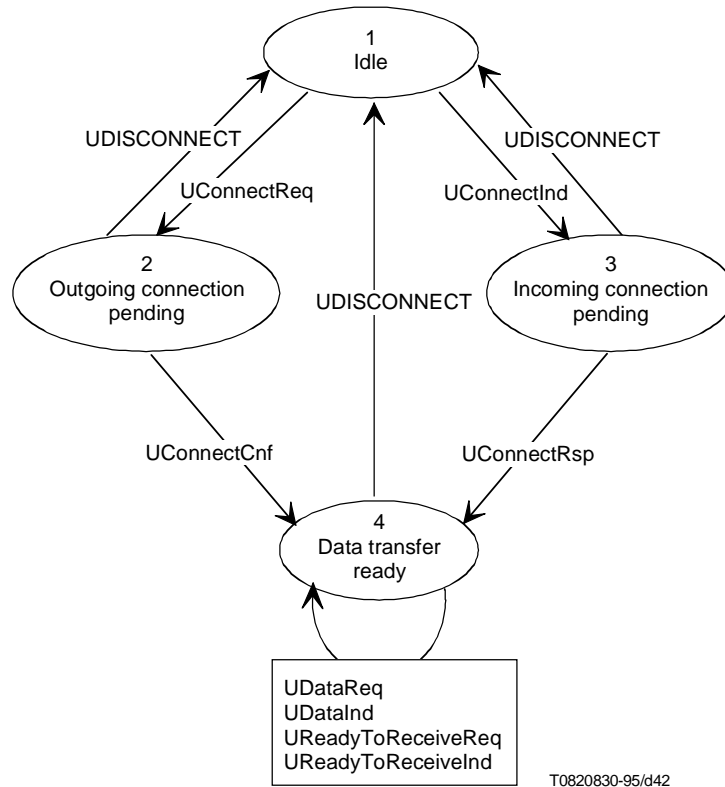 1
Idle
UDISCONNECT
UDISCONNECT
UConnectReq
UConnectInd
2
Outgoing connection
pending
3
Incoming connection
pending
UDISCONNECT
UConnectCnf
UConnectRsp
4
Data transfer
ready
UDataReq
UDataInd
UReadyToReceiveReq
UReadyToReceiveInd
T0820830-95/d42